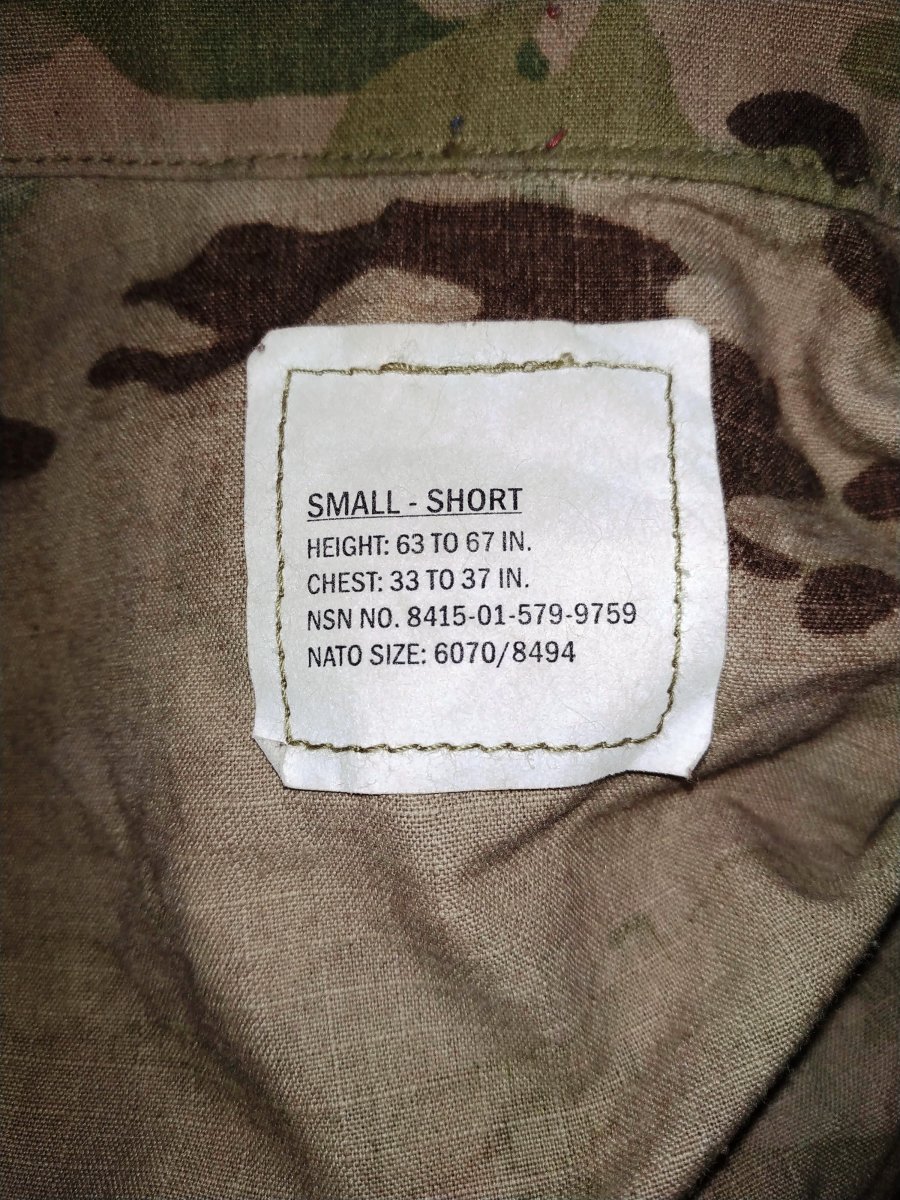 SMALL - SHORT
HEIGHT: 63 TO 67 IN.
CHEST: 33 TO 37 IN.
NSN NO. 8415-01-579-9759
NATO SIZE: 6070/8494